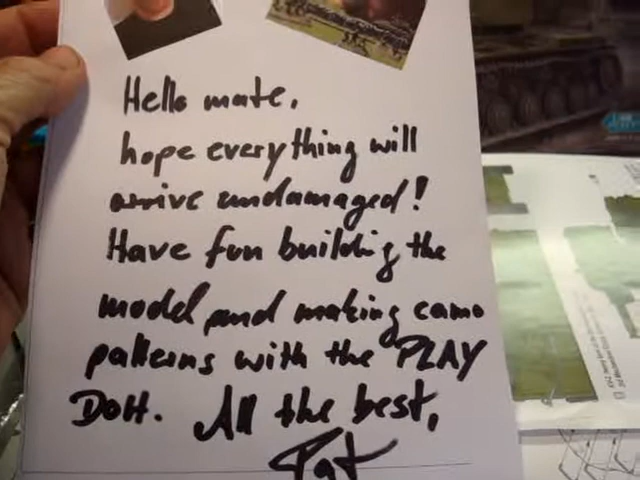 Hello mate,
hope everything will
arrive undamaged!
Have fun building the
model and making camo
patterns with the PLAY
DOH. All the best,
Pat